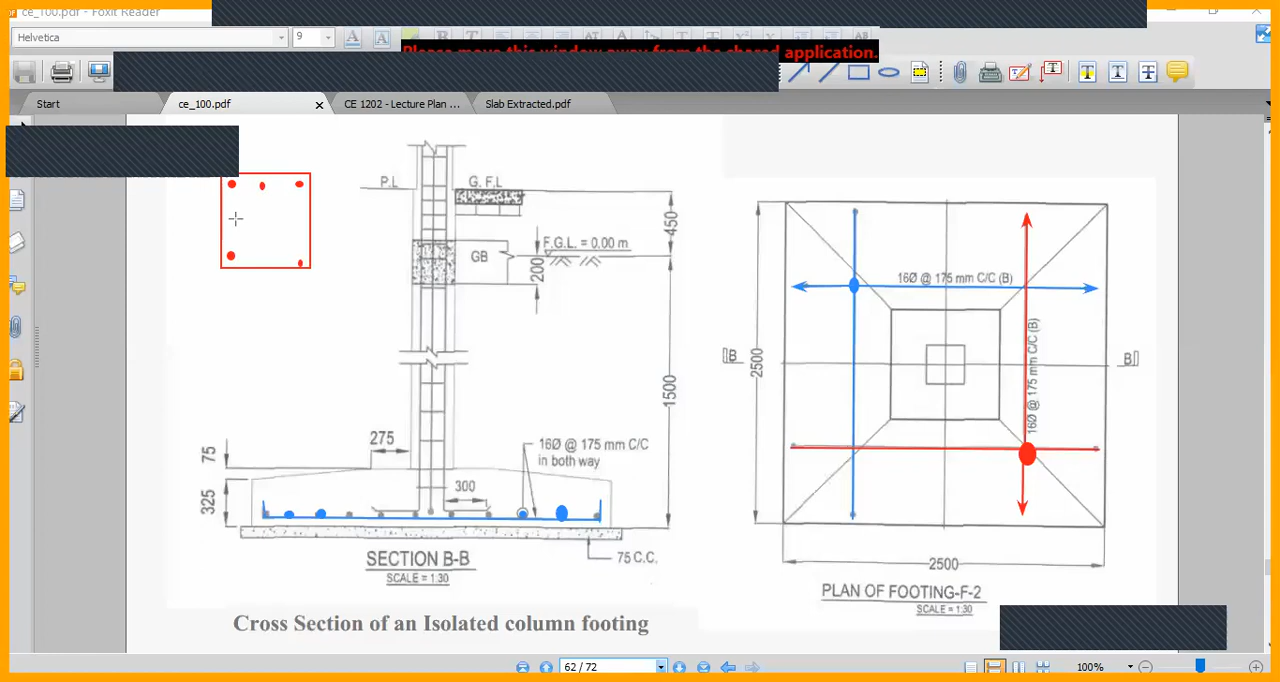 ce_100.pdf - Foxit Reader
Helvetica
9
Please move this window away from the shared application.
Start
ce_100.pdf
CE 1202 - Lecture Plan ...
Slab Extracted.pdf
P.L
G. F.L
450
F.G.L. = 0.00 m
GB
200
1500
275
75
325
300
16Ø @ 175 mm C/C
in both way
75 C.C.
SECTION B-B
SCALE = 1:30
Cross Section of an Isolated column footing
16Ø @ 175 mm C/C (B)
16Ø @ 175 mm C/C (B)
B
B
2500
2500
PLAN OF FOOTING-F-2
SCALE = 1:30
62 / 72
100%